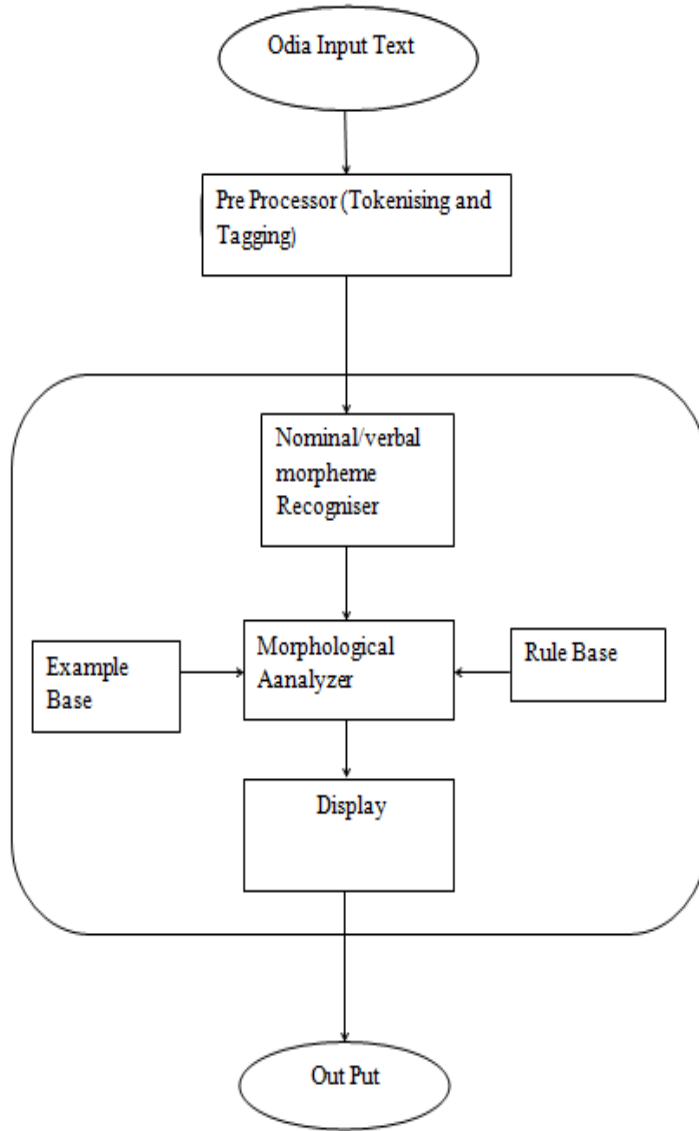 Odia Input Text
Pre Processor (Tokenising and
Tagging)
Nominal/verbal
morpheme
Recogniser
Example
Base
Morphological
Aanalyzer
Rule Base
Display
Out Put